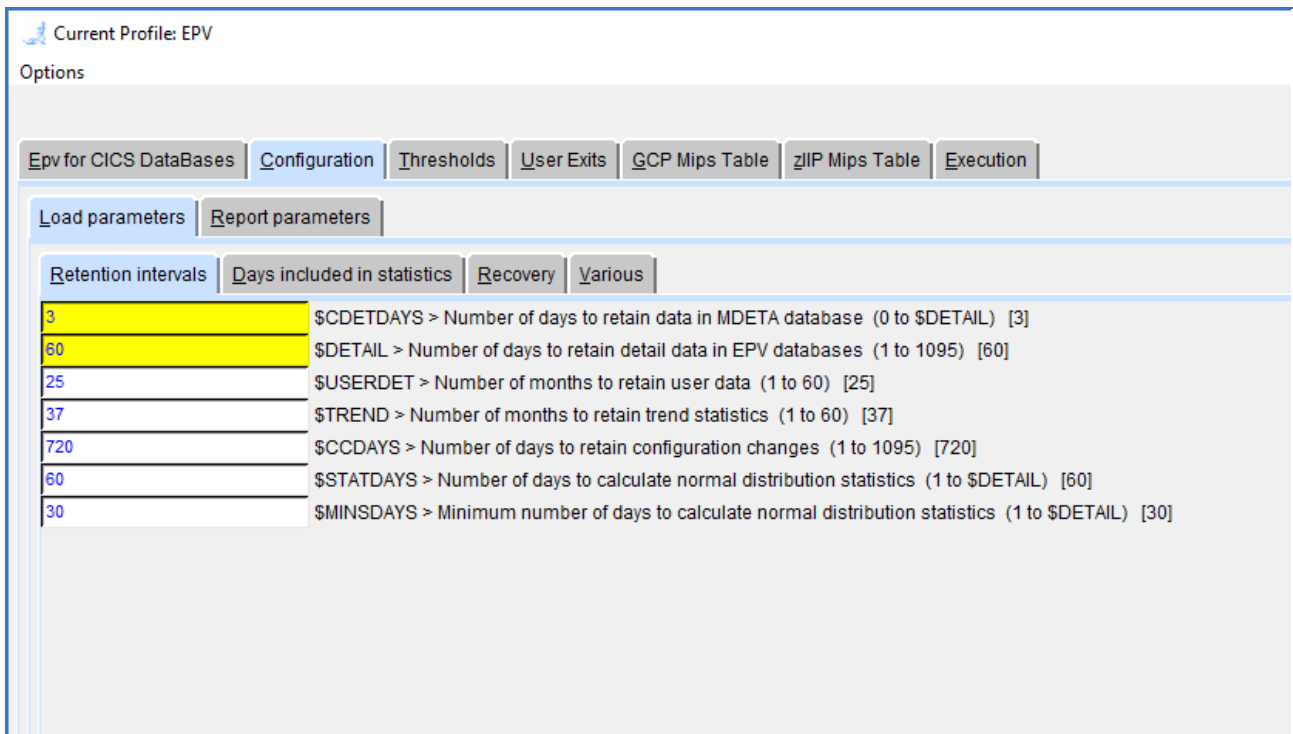 Current Profile: EPV
Options
Epv for CICS DataBases Configuration Thresholds User Exits GCP Mips Table zIIP Mips Table Execution
Load parameters Report parameters
Retention intervals Days included in statistics Recovery Various
3 $CDETDAYS > Number of days to retain data in MDETA database (0 to $DETAIL) [3]
60 $DETAIL > Number of days to retain detail data in EPV databases (1 to 1095) [60]
25 $USERDET > Number of months to retain user data (1 to 60) [25]
37 $TREND > Number of months to retain trend statistics (1 to 60) [37]
720 $CCDAYS > Number of days to retain configuration changes (1 to 1095) [720]
60 $STATDAYS > Number of days to calculate normal distribution statistics (1 to $DETAIL) [60]
30 $MINSDAYS > Minimum number of days to calculate normal distribution statistics (1 to $DETAIL) [30]